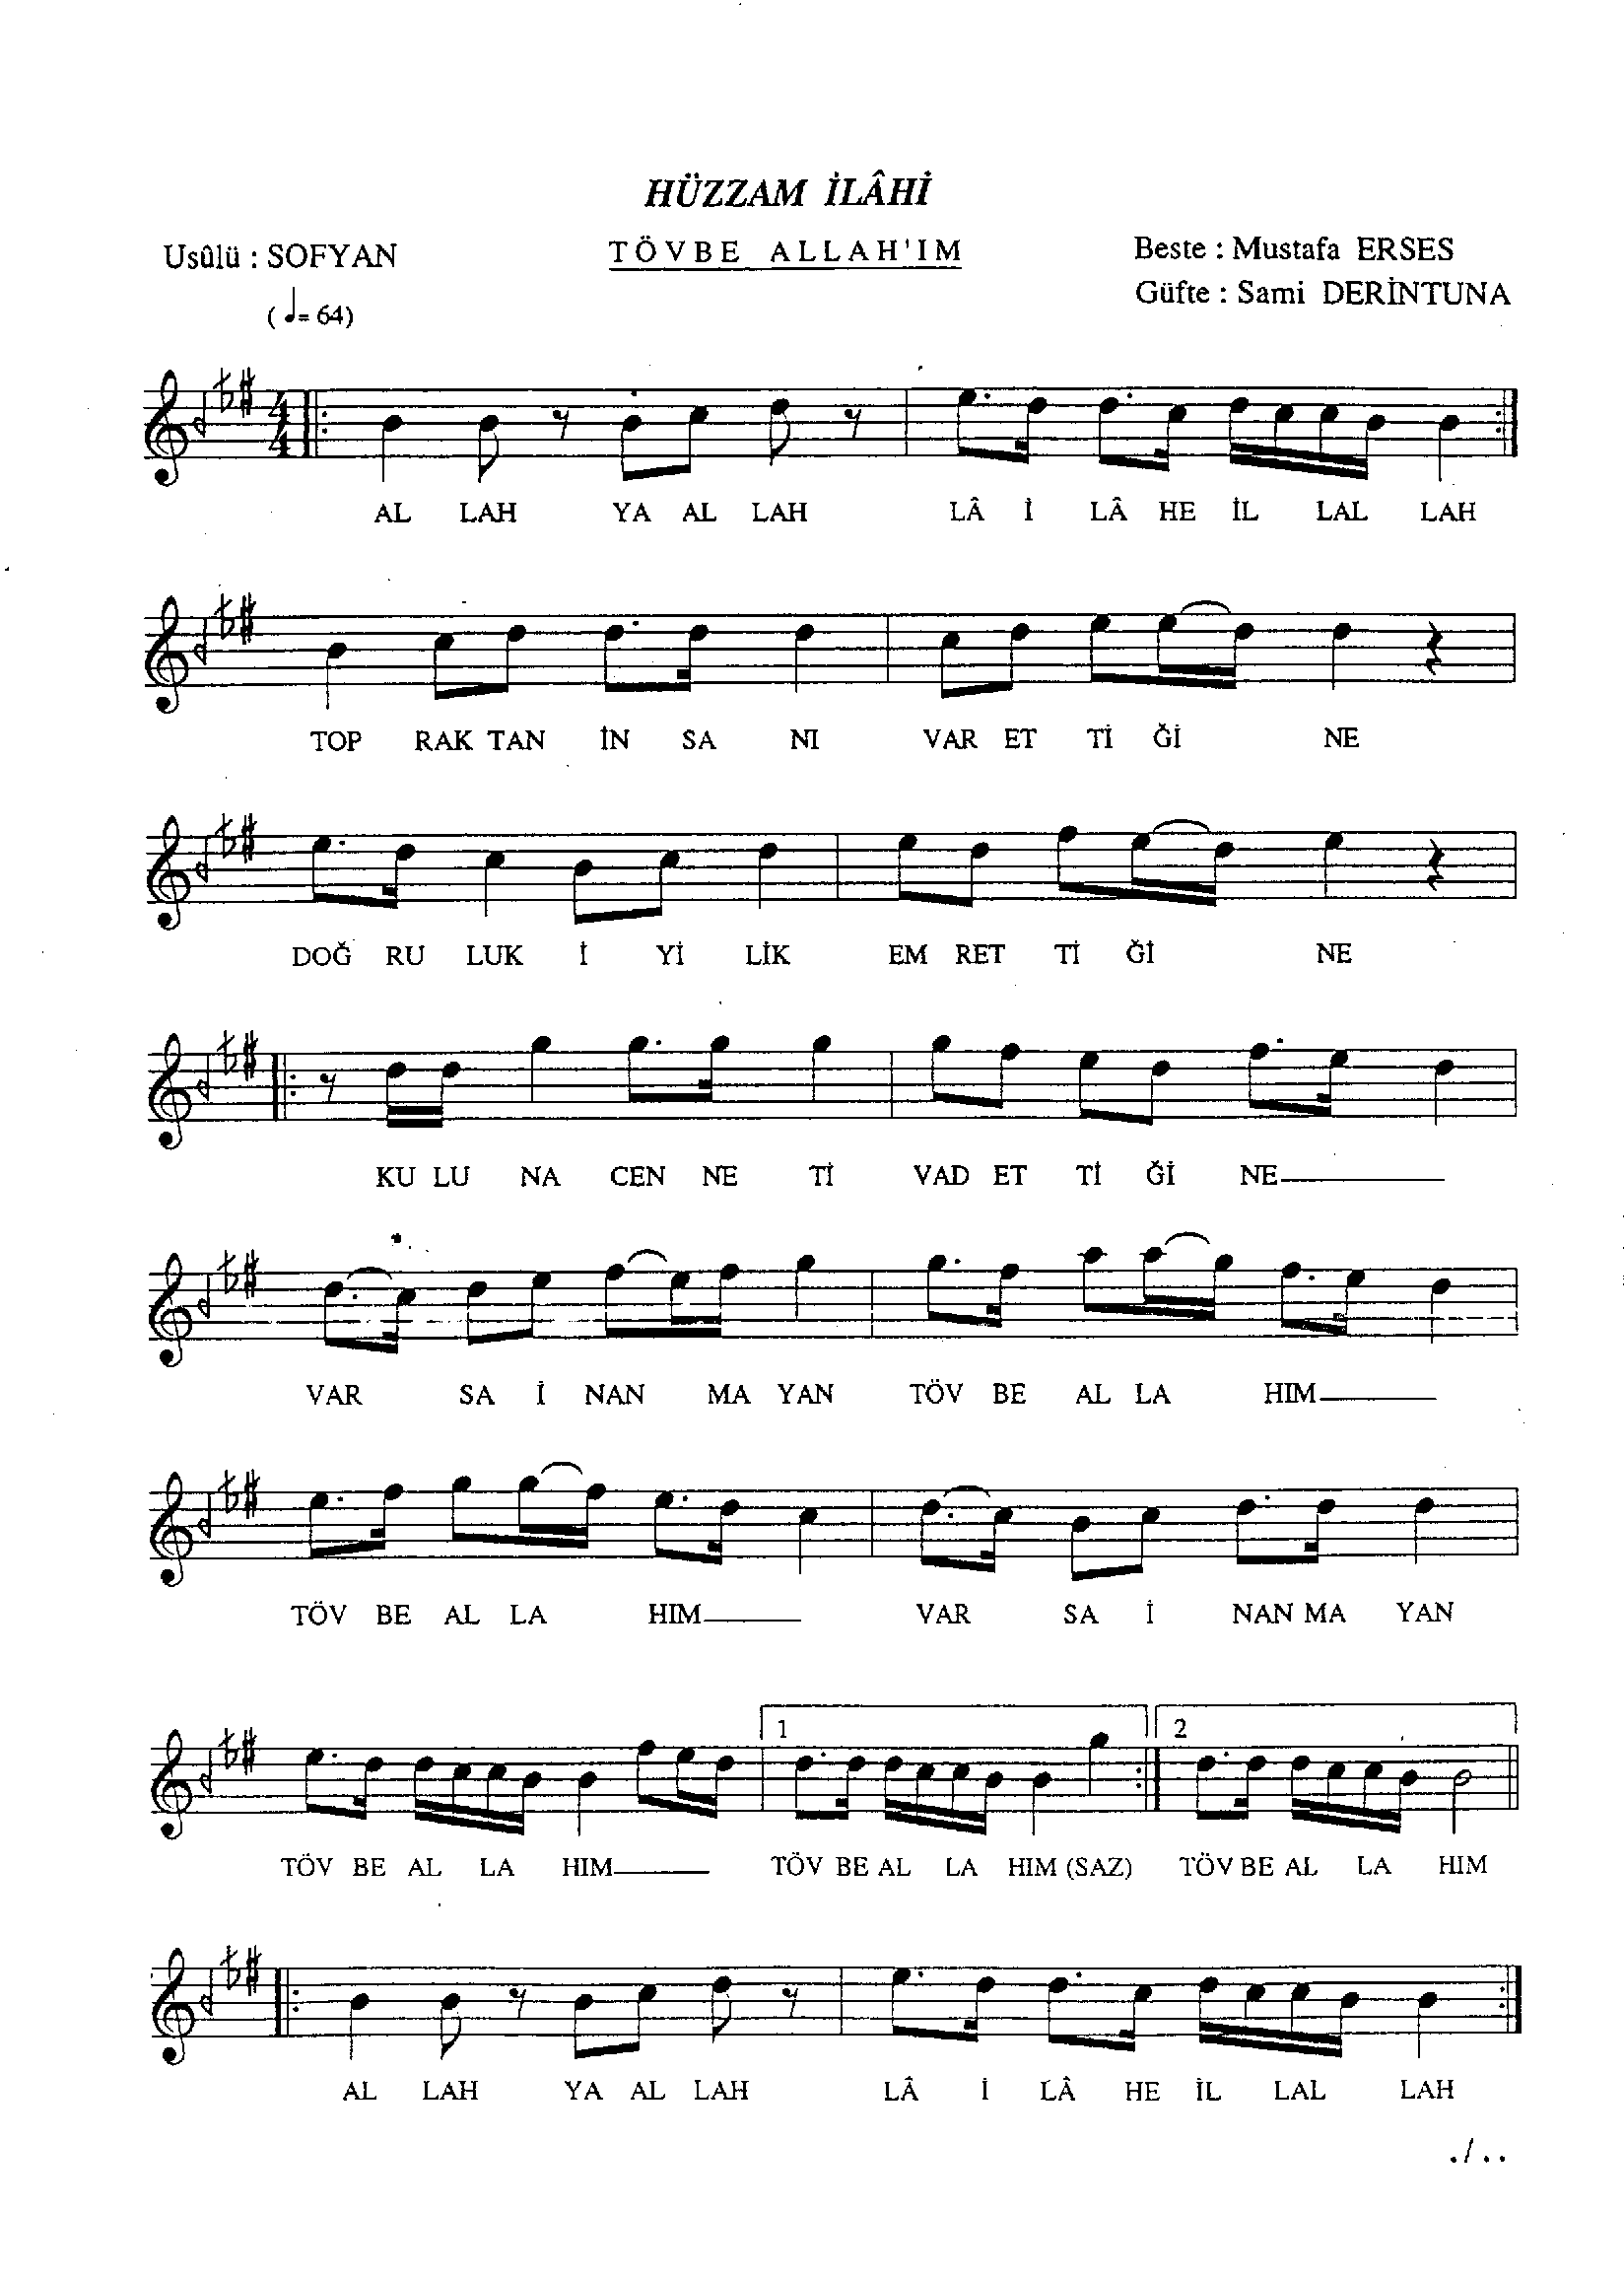 HÜZZAM İLÂHİ
Usûlü : SOFYAN
TÖVBE ALLAH'IM
Beste : Mustafa ERSES
Güfte : Sami DERİNTUNA
( ♩= 64)
4/4
AL LAH YA AL LAH LÂ İ LÂ HE İL LAL LAH
TOP RAK TAN İN SA NI VAR ET Tİ Ğİ NE
DOĞ RU LUK İ Yİ LİK EM RET Tİ Ğİ NE
KU LU NA CEN NE Tİ VAD ET Tİ Ğİ NE
VAR SA İ NAN MA YAN TÖV BE AL LA HIM
TÖV BE AL LA HIM VAR SA İ NAN MA YAN
1 2
TÖV BE AL LA HIM TÖV BE AL LA HIM (SAZ) TÖV BE AL LA HIM
AL LAH YA AL LAH LÂ İ LÂ HE İL LAL LAH
./..